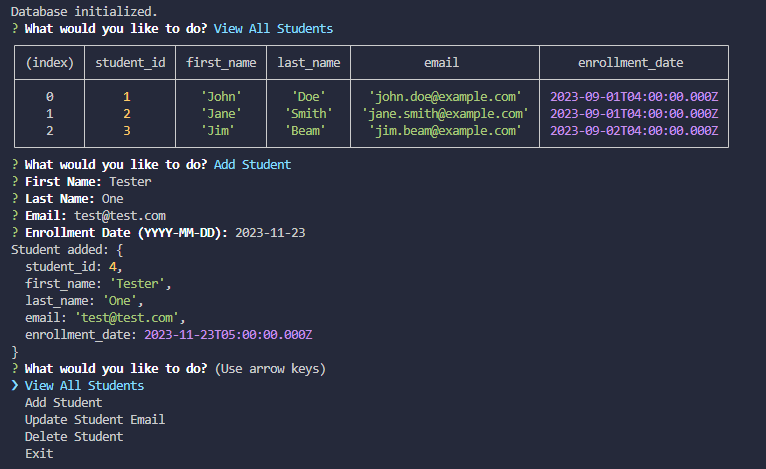 Database initialized.
? What would you like to do? View All Students
(index) student_id first_name last_name email enrollment_date
0 1 'John' 'Doe' 'john.doe@example.com' 2023-09-01T04:00:00.000Z
1 2 'Jane' 'Smith' 'jane.smith@example.com' 2023-09-01T04:00:00.000Z
2 3 'Jim' 'Beam' 'jim.beam@example.com' 2023-09-02T04:00:00.000Z
? What would you like to do? Add Student
? First Name: Tester
? Last Name: One
? Email: test@test.com
? Enrollment Date (YYYY-MM-DD): 2023-11-23
Student added: {
  student_id: 4,
  first_name: 'Tester',
  last_name: 'One',
  email: 'test@test.com',
  enrollment_date: 2023-11-23T05:00:00.000Z
}
? What would you like to do? (Use arrow keys)
❯ View All Students
  Add Student
  Update Student Email
  Delete Student
  Exit